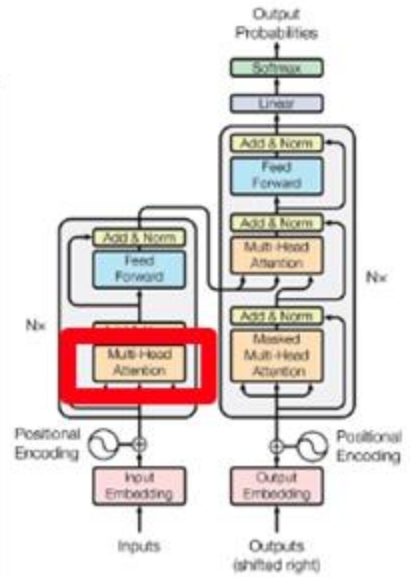 Output
Probabilities
Softmax
Linear
Add & Norm
Feed
Forward
Add & Norm
Multi-Head
Attention
Add & Norm
Masked
Multi-Head
Attention
Nx
Add & Norm
Feed
Forward
Nx
Multi-Head
Attention
Positional
Encoding
Input
Embedding
Inputs
Positional
Encoding
Output
Embedding
Outputs
(shifted right)